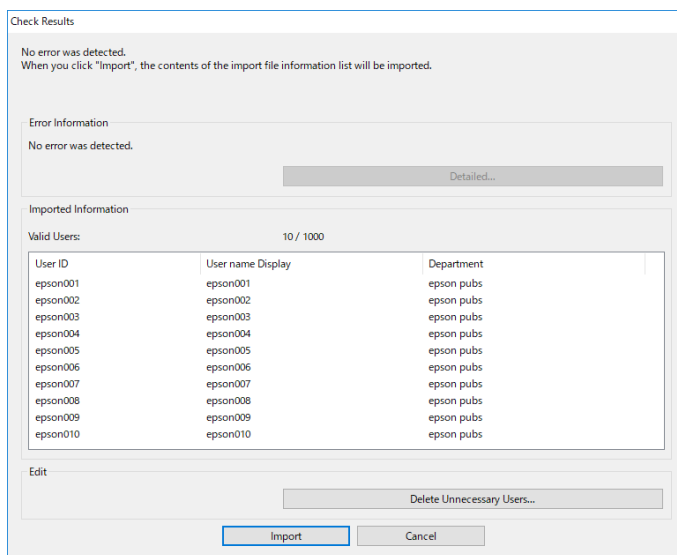 Check Results
No error was detected.
When you click "Import", the contents of the import file information list will be imported.
Error Information
No error was detected.
Detailed...
Imported Information
Valid Users: 10 / 1000
User ID User name Display Department
epson001 epson001 epson pubs
epson002 epson002 epson pubs
epson003 epson003 epson pubs
epson004 epson004 epson pubs
epson005 epson005 epson pubs
epson006 epson006 epson pubs
epson007 epson007 epson pubs
epson008 epson008 epson pubs
epson009 epson009 epson pubs
epson010 epson010 epson pubs
Edit
Delete Unnecessary Users...
Import Cancel